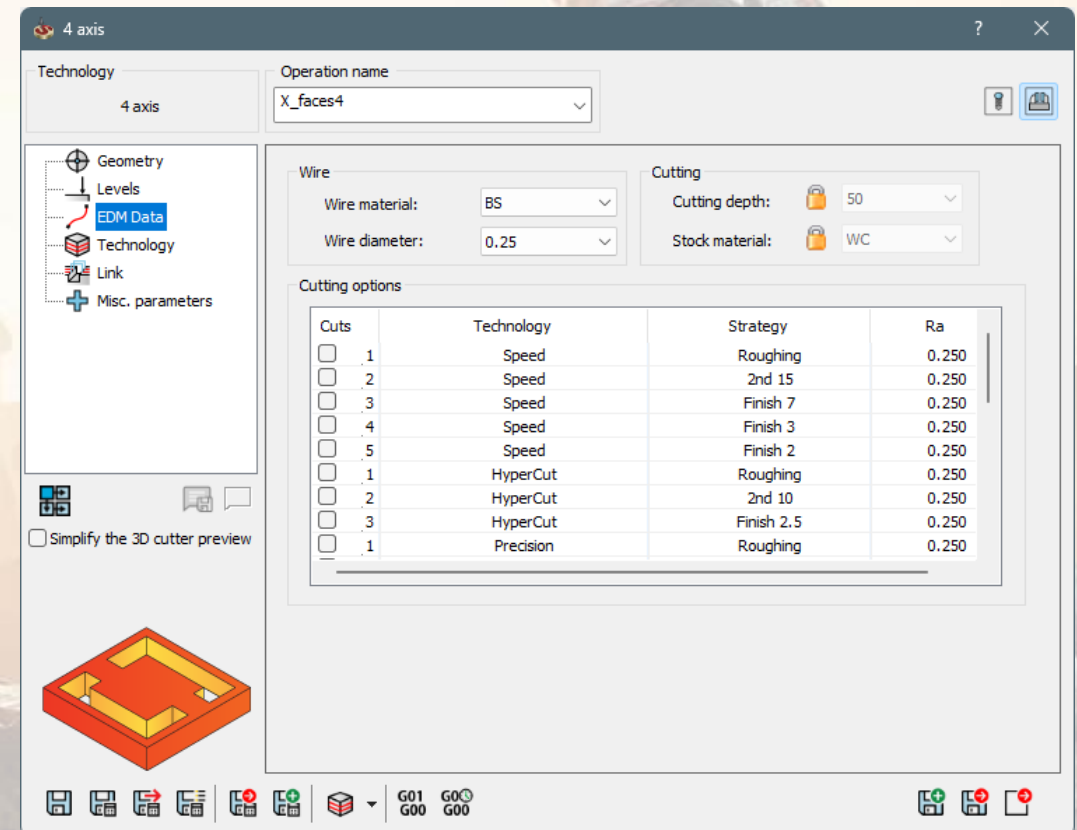 4 axis
?
Technology
4 axis
Operation name
X_faces4
Geometry
Levels
EDM Data
Technology
Link
Misc. parameters
Simplify the 3D cutter preview
Wire
Wire material: BS
Wire diameter: 0.25
Cutting
Cutting depth: 50
Stock material: WC
Cutting options
Cuts Technology Strategy Ra
1 Speed Roughing 0.250
2 Speed 2nd 15 0.250
3 Speed Finish 7 0.250
4 Speed Finish 3 0.250
5 Speed Finish 2 0.250
1 HyperCut Roughing 0.250
2 HyperCut 2nd 10 0.250
3 HyperCut Finish 2.5 0.250
1 Precision Roughing 0.250
G01
G00
G00
G00